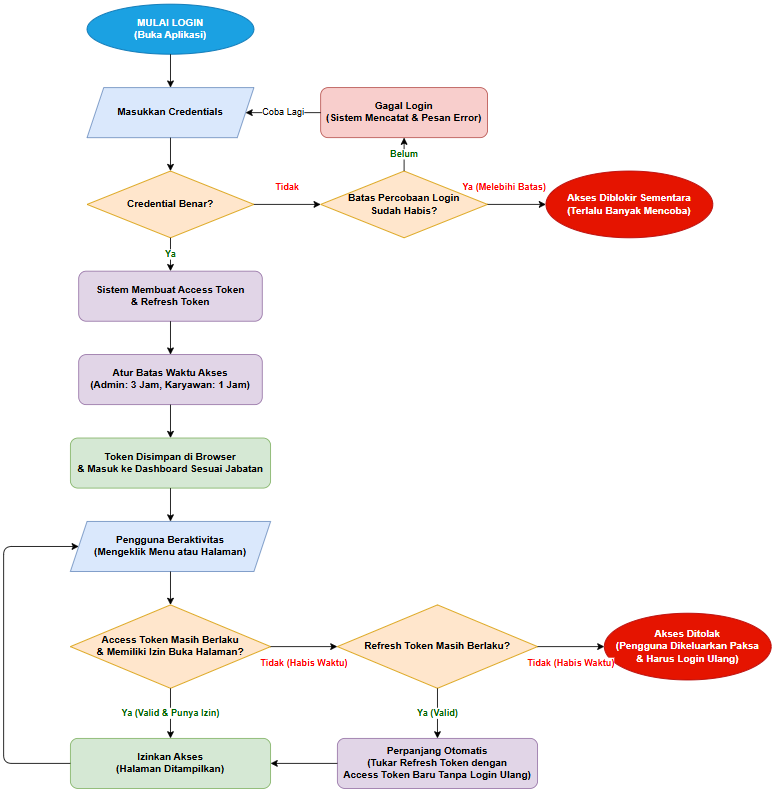 MULAI LOGIN
(Buka Aplikasi)
Masukkan Credentials
Coba Lagi
Gagal Login
(Sistem Mencatat & Pesan Error)
Belum
Credential Benar?
Tidak
Batas Percobaan Login
Sudah Habis?
Ya (Melebihi Batas)
Akses Diblokir Sementara
(Terlalu Banyak Mencoba)
Ya
Sistem Membuat Access Token
& Refresh Token
Atur Batas Waktu Akses
(Admin: 3 Jam, Karyawan: 1 Jam)
Token Disimpan di Browser
& Masuk ke Dashboard Sesuai Jabatan
Pengguna Beraktivitas
(Mengeklik Menu atau Halaman)
Access Token Masih Berlaku
& Memiliki Izin Buka Halaman?
Tidak (Habis Waktu)
Refresh Token Masih Berlaku?
Tidak (Habis Waktu)
Akses Ditolak
(Pengguna Dikeluarkan Paksa
& Harus Login Ulang)
Ya (Valid & Punya Izin)
Ya (Valid)
Izinkan Akses
(Halaman Ditampilkan)
Perpanjang Otomatis
(Tukar Refresh Token dengan
Access Token Baru Tanpa Login Ulang)